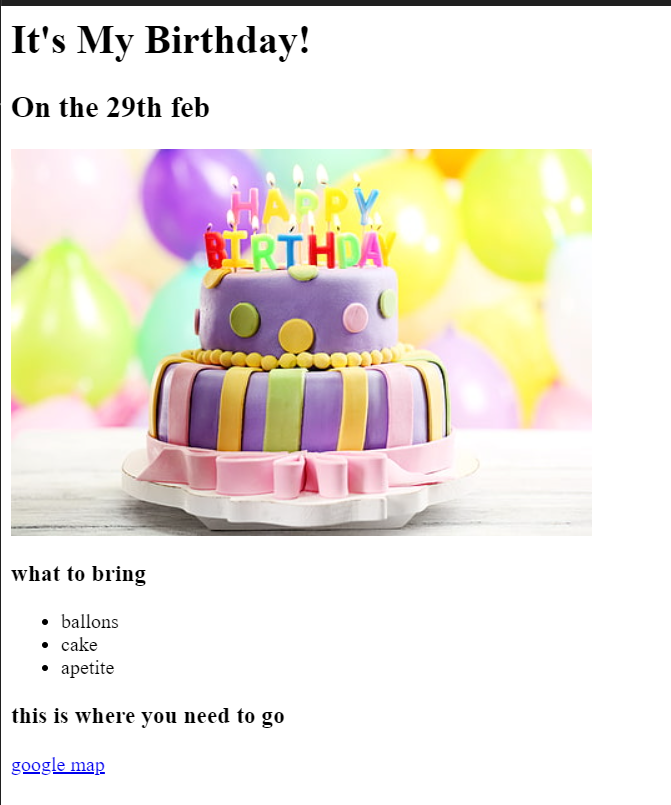 It's My Birthday!
On the 29th feb
HAPPY
BIRTHDAY
what to bring
ballons
cake
apetite
this is where you need to go
google map